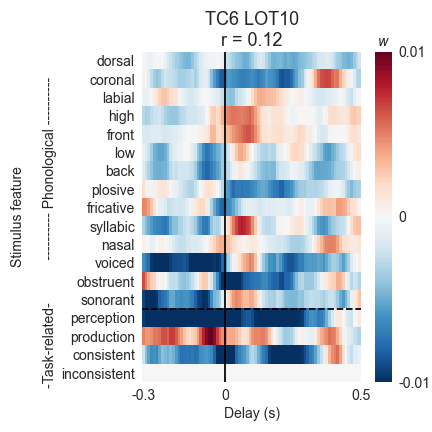 TC6 LOT10
r = 0.12
w
dorsal
coronal
labial
high
front
low
back
plosive
fricative
syllabic
nasal
voiced
obstruent
sonorant
perception
production
consistent
inconsistent
Stimulus feature
-Task-related- ---------- Phonological ----------
-0.3
0
0.5
Delay (s)
0.01
0
-0.01